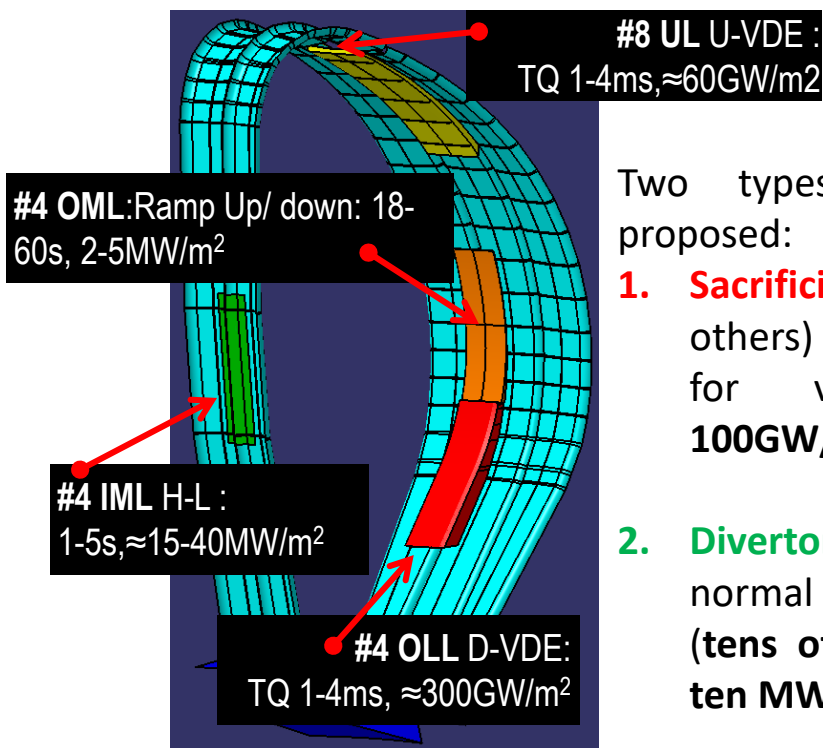 #8 UL U-VDE :
TQ 1-4ms,≈60GW/m2
#4 OML:Ramp Up/ down: 18-
60s, 2-5MW/m²
#4 IML H-L :
1-5s,≈15-40MW/m²
#4 OLL D-VDE:
TQ 1-4ms, ≈300GW/m²
Two types
proposed:
1. Sacrifici
others)
for v
100GW/
2. Diverto
normal
(tens of
ten MW